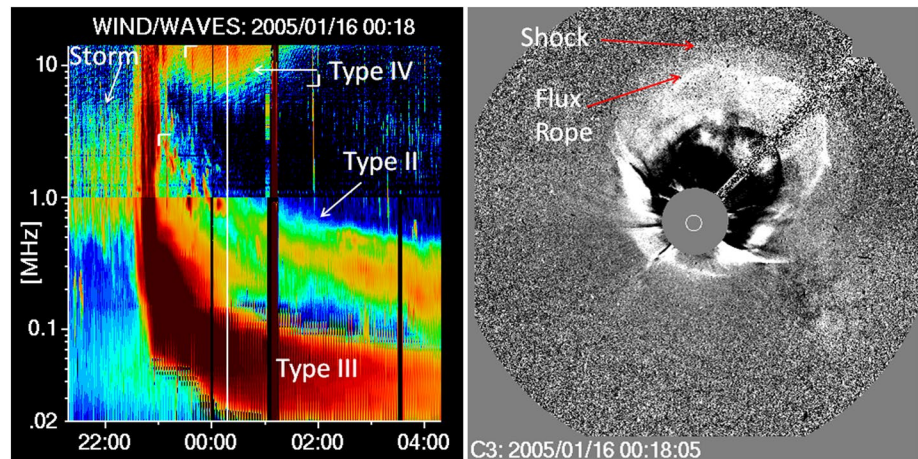 WIND/WAVES: 2005/01/16 00:18
10
Storm
Type IV
Type II
1.0
[MHz]
0.1
Type III
.02
22:00 00:00 02:00 04:00
Shock
Flux
Rope
C3: 2005/01/16 00:18:05